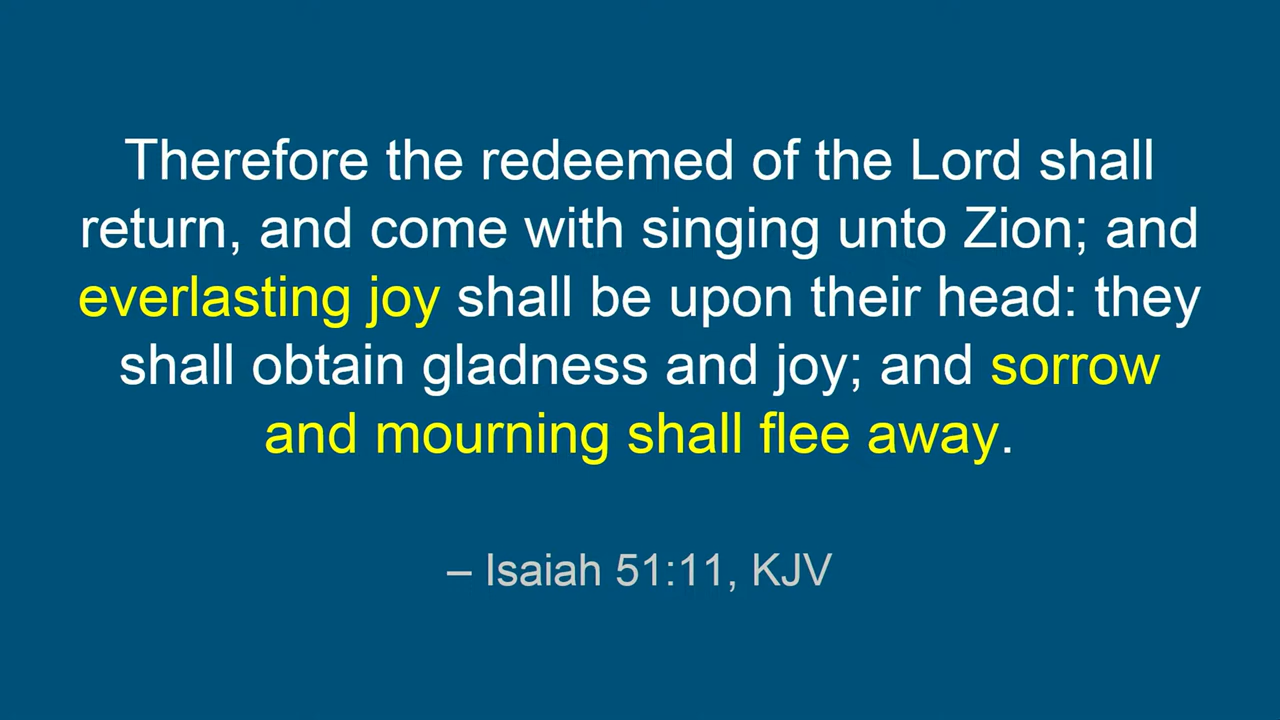 Therefore the redeemed of the Lord shall
return, and come with singing unto Zion; and
everlasting joy shall be upon their head: they
shall obtain gladness and joy; and sorrow
and mourning shall flee away.
– Isaiah 51:11, KJV